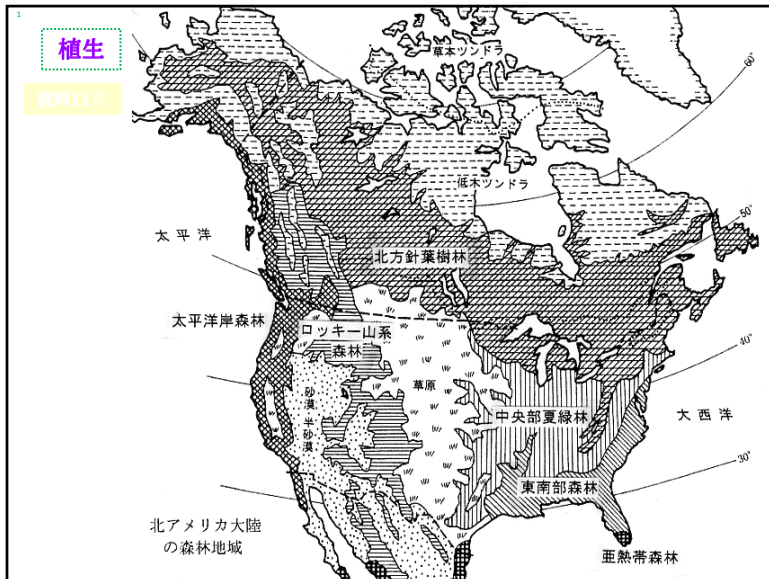 1
植生
草本ツンドラ
60°
低木ツンドラ
太平洋
50°
北方針葉樹林
太平洋岸森林
ロッキー山系
森林
草原
40°
砂漠・半砂漠
中央部夏緑林
大西洋
30°
東南部森林
北アメリカ大陸
の森林地域
亜熱帯森林